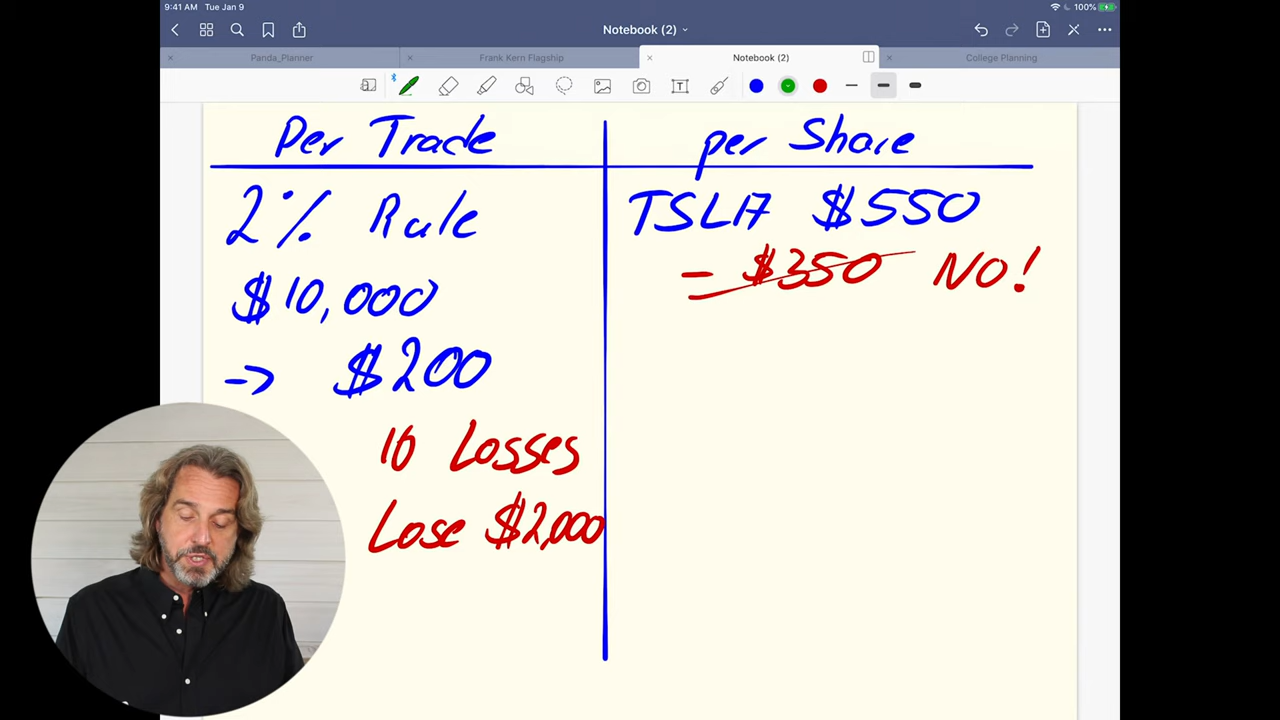 9:41 AM Tue Jan 9
100%
Notebook (2)
Panda_Planner
Frank Kern Flagship
Notebook (2)
College Planning
T
Per Trade
per Share
2% Rule
$10,000
-> $200
10 Losses
Lose $2,000
TSLA $550
- $350 NO!